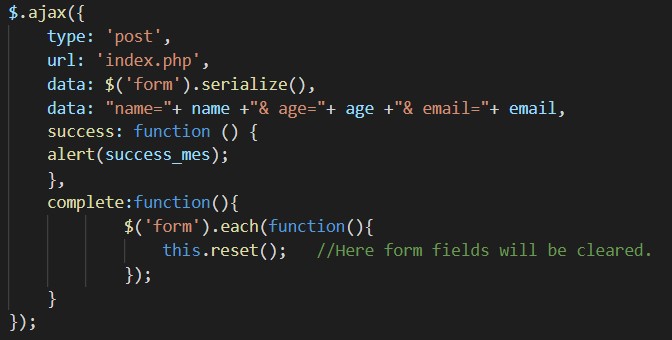 $.ajax({
    type: 'post',
    url: 'index.php',
    data: $('form').serialize(),
    data: "name="+ name +"& age="+ age +"& email="+ email,
    success: function () {
    alert(success_mes);
    },
    complete:function(){
            $('form').each(function(){
                this.reset();   //Here form fields will be cleared.
            });
    }
});